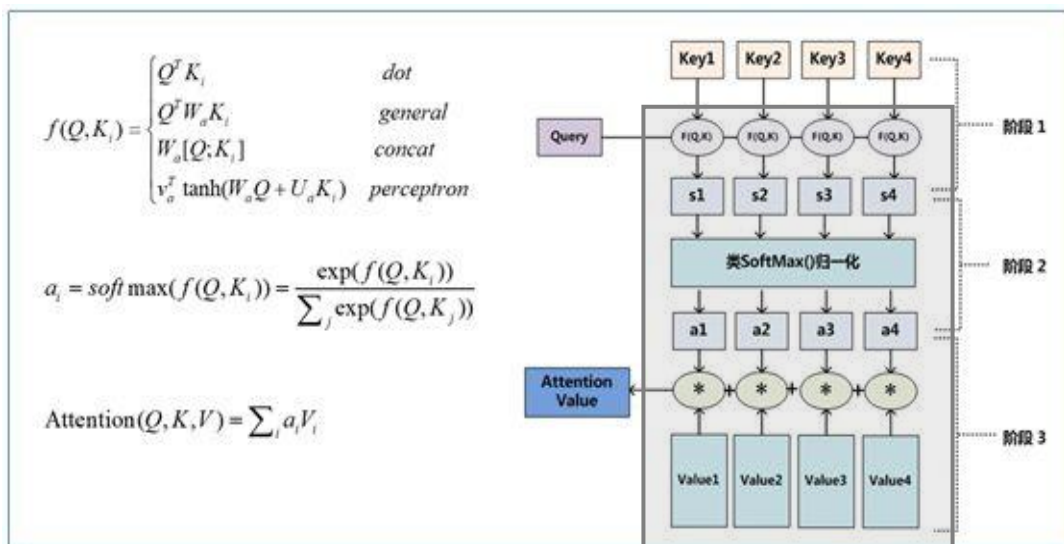 f(Q,K_i) = { Q^T K_i dot
Q^T W_a K_i general
W_a[Q;K_i] concat
v_a^T tanh(W_a Q + U_a K_i) perceptron
a_i = soft max(f(Q,K_i)) = exp(f(Q,K_i)) / ∑_j exp(f(Q,K_j))
Attention(Q,K,V) = ∑_i a_i V_i
Key1 Key2 Key3 Key4
阶段 1
Query F(Q,K) F(Q,K) F(Q,K) F(Q,K)
s1 s2 s3 s4
类SoftMax()归一化
阶段 2
a1 a2 a3 a4
Attention
Value
* + * + * + *
阶段 3
Value1 Value2 Value3 Value4